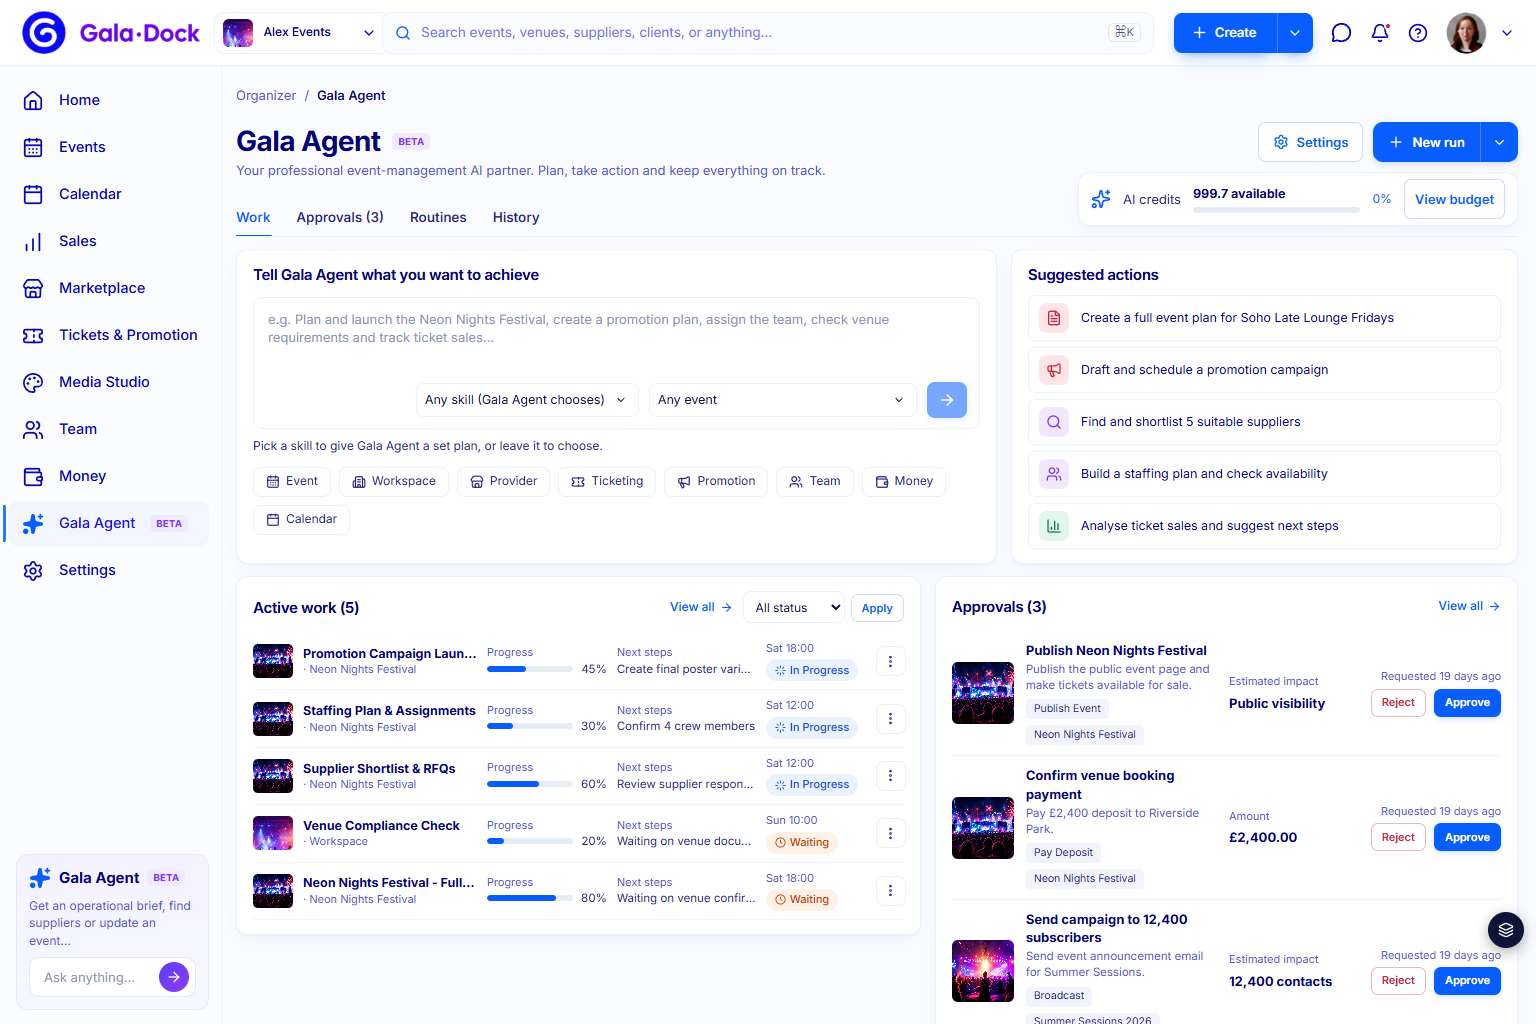 Gala·Dock
Alex Events
Search events, venues, suppliers, clients, or anything...
⌘K
+ Create
Home
Events
Calendar
Sales
Marketplace
Tickets & Promotion
Media Studio
Team
Money
Gala Agent BETA
Settings
Gala Agent BETA
Get an operational brief, find
suppliers or update an
event...
Ask anything...
Organizer / Gala Agent
Gala Agent BETA
Your professional event-management AI partner. Plan, take action and keep everything on track.
Settings
+ New run
AI credits 999.7 available 0% View budget
Work Approvals (3) Routines History
Tell Gala Agent what you want to achieve
e.g. Plan and launch the Neon Nights Festival, create a promotion plan, assign the team, check venue
requirements and track ticket sales...
Any skill (Gala Agent chooses) Any event
Pick a skill to give Gala Agent a set plan, or leave it to choose.
Event Workspace Provider Ticketing Promotion Team Money
Calendar
Suggested actions
Create a full event plan for Soho Late Lounge Fridays
Draft and schedule a promotion campaign
Find and shortlist 5 suitable suppliers
Build a staffing plan and check availability
Analyse ticket sales and suggest next steps
Active work (5) View all → All status Apply
Promotion Campaign Laun... Progress Next steps Sat 18:00
· Neon Nights Festival 45% Create final poster vari... In Progress
Staffing Plan & Assignments Progress Next steps Sat 12:00
· Neon Nights Festival 30% Confirm 4 crew members In Progress
Supplier Shortlist & RFQs Progress Next steps Sat 12:00
· Neon Nights Festival 60% Review supplier respon... In Progress
Venue Compliance Check Progress Next steps Sun 10:00
· Workspace 20% Waiting on venue docu... Waiting
Neon Nights Festival - Full... Progress Next steps Sat 18:00
· Neon Nights Festival 80% Waiting on venue confir... Waiting
Approvals (3) View all →
Publish Neon Nights Festival
Publish the public event page and
make tickets available for sale.
Publish Event
Neon Nights Festival
Estimated impact
Public visibility
Requested 19 days ago
Reject Approve
Confirm venue booking
payment
Pay £2,400 deposit to Riverside
Park.
Pay Deposit
Neon Nights Festival
Amount
£2,400.00
Requested 19 days ago
Reject Approve
Send campaign to 12,400
subscribers
Send event announcement email
for Summer Sessions.
Broadcast
Summer Sessions 2026
Estimated impact
12,400 contacts
Requested 19 days ago
Reject Approve